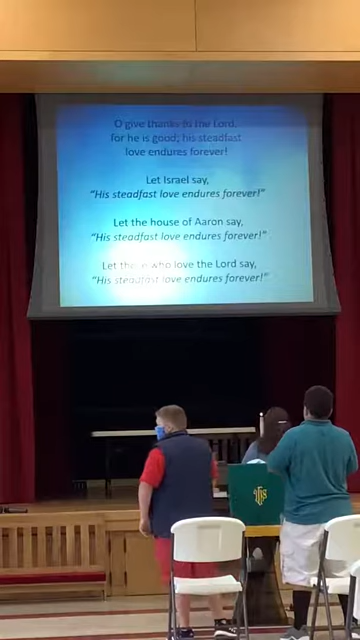 O give thanks to the Lord,
for he is good; his steadfast
love endures forever!
Let Israel say,
"His steadfast love endures forever!"
Let the house of Aaron say,
"His steadfast love endures forever!"
Let those who love the Lord say,
"His steadfast love endures forever!"
IHS